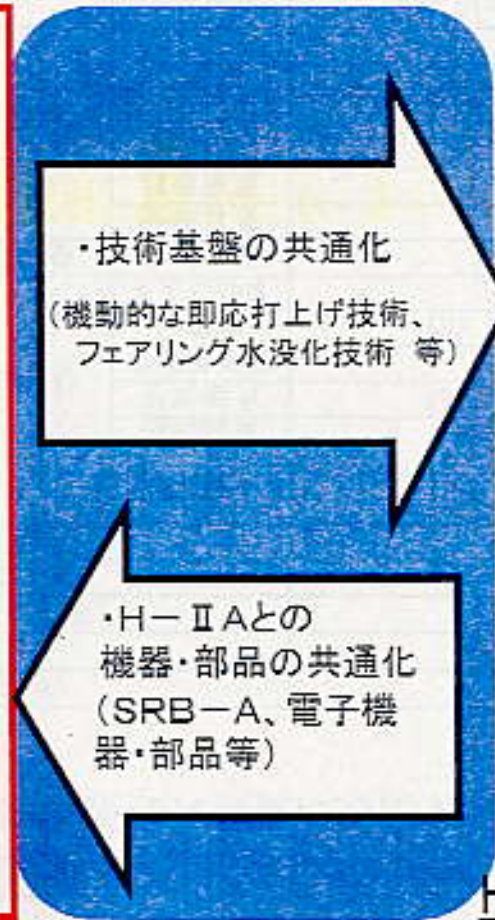 ・技術基盤の共通化
(機動的な即応打上げ技術、
フェアリング水没化技術 等)
・H－ⅡAとの
機器・部品の共通化
(SRB－A、電子機
器・部品等)
H